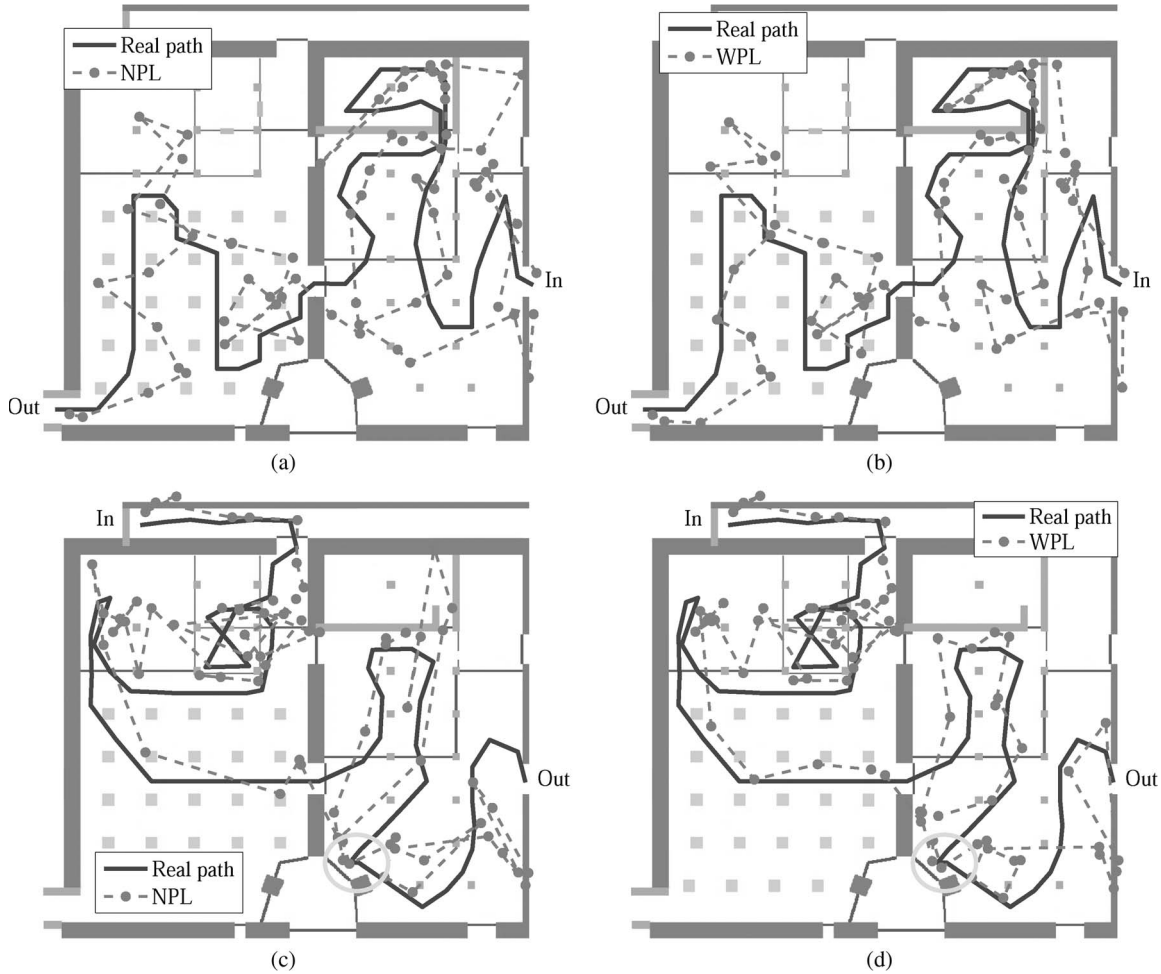 Real path
NPL
In
Out
(a)
Real path
WPL
In
Out
(b)
In
Out
Real path
NPL
(c)
In
Real path
WPL
Out
(d)